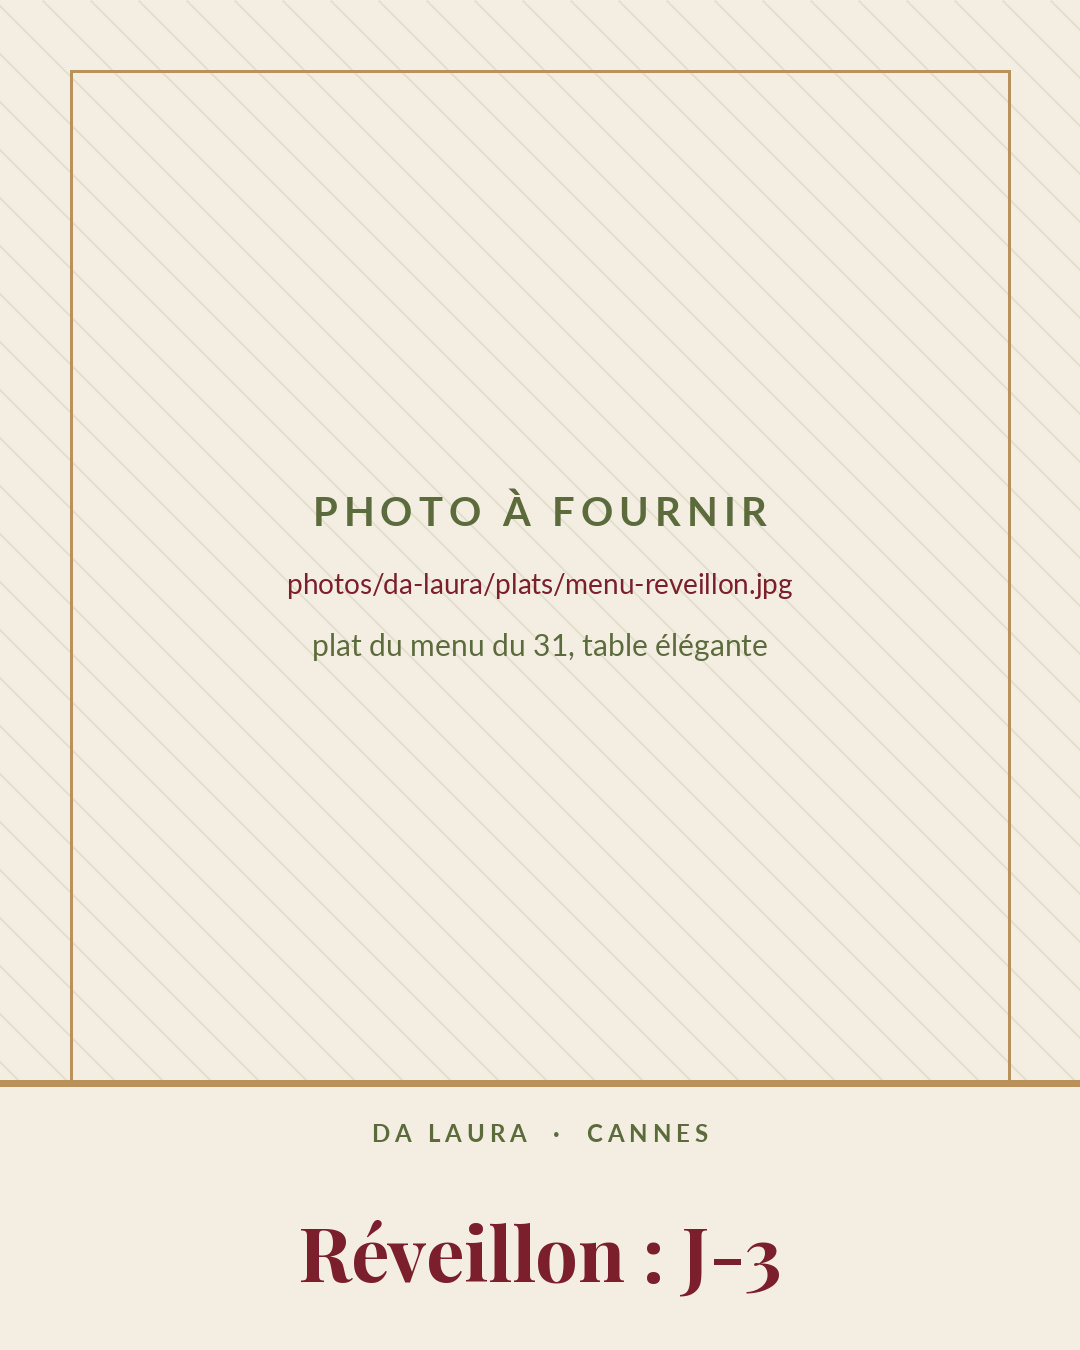 PHOTO À FOURNIR
photos/da-laura/plats/menu-reveillon.jpg
plat du menu du 31, table élégante
DA LAURA · CANNES
Réveillon : J-3